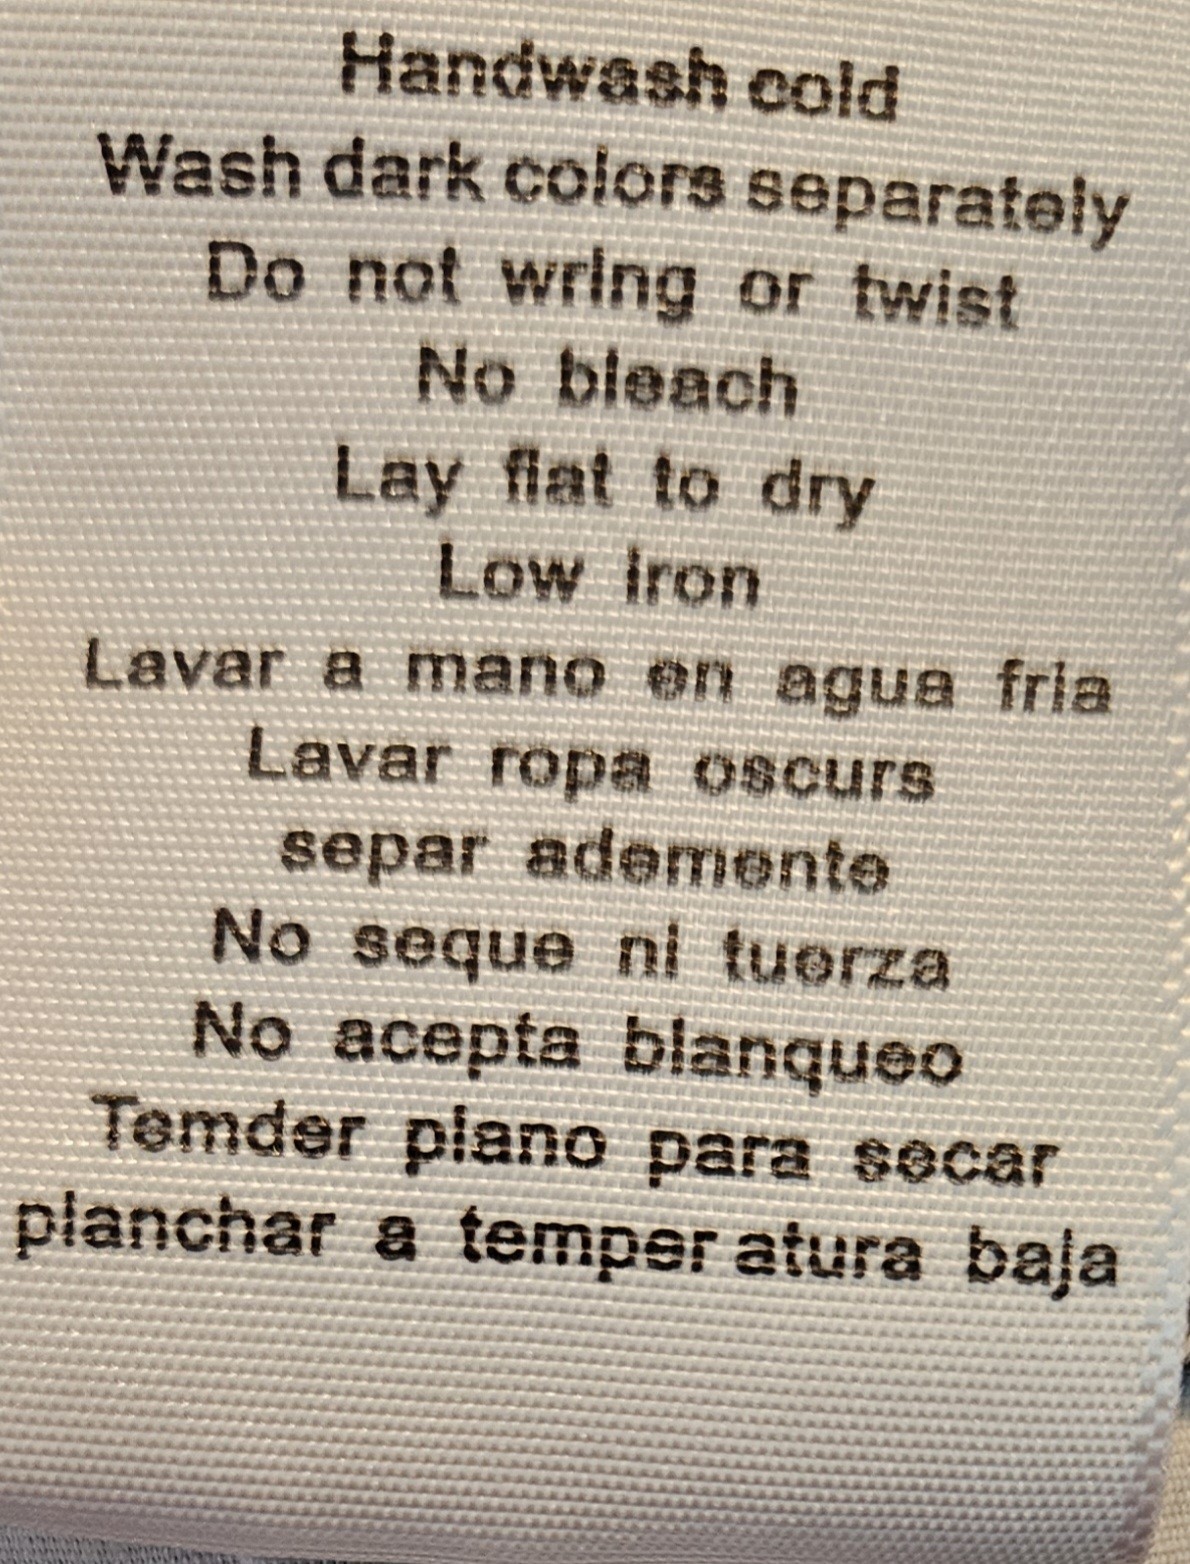 Handwash cold
Wash dark colors separately
Do not wring or twist
No bleach
Lay flat to dry
Low iron
Lavar a mano en agua fria
Lavar ropa oscurs
separ ademente
No seque ni tuerza
No acepta blanqueo
Temder plano para secar
planchar a temper atura baja